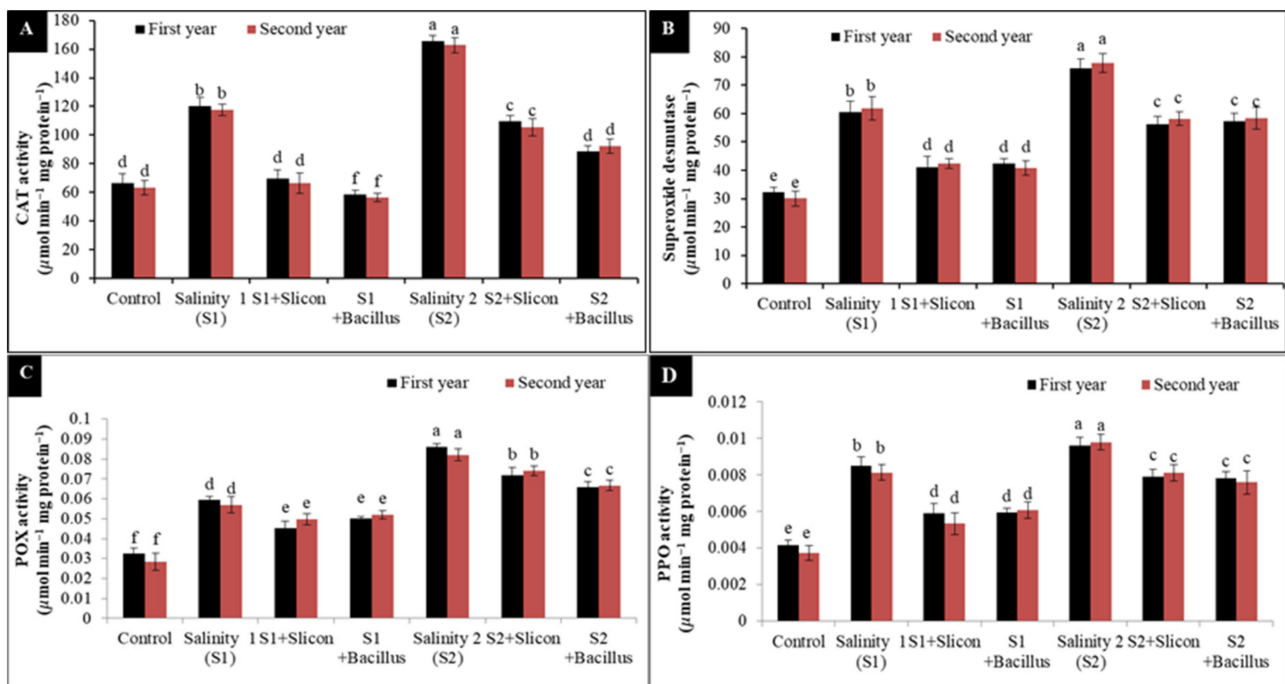 A
First year
Second year
CAT activity
(μmol min⁻¹ mg protein⁻¹)
180
160
140
120
100
80
60
40
20
0
d d
b b
d d
f f
a a
c c
d d
Control
Salinity 1 S1+Slicon
(S1)
S1
+Bacillus
Salinity 2
(S2)
S2+Slicon
S2
+Bacillus
B
First year
Second year
Superoxide desmutase
(μmol min⁻¹ mg protein⁻¹)
90
80
70
60
50
40
30
20
10
0
e e
b b
d d
d d
a a
c c
c c
Control
Salinity
(S1)
1 S1+Slicon
S1
+Bacillus
Salinity 2
(S2)
S2+Slicon
S2
+Bacillus
C
First year
Second year
POX activity
(μmol min⁻¹ mg protein⁻¹)
0.1
0.09
0.08
0.07
0.06
0.05
0.04
0.03
0.02
0.01
0
f f
d d
e e
e e
a a
b b
c c
Control
Salinity
(S1)
1 S1+Slicon
S1
+Bacillus
Salinity 2
(S2)
S2+Slicon
S2
+Bacillus
D
First year
Second year
PPO activity
(μmol min⁻¹ mg protein⁻¹)
0.012
0.01
0.008
0.006
0.004
0.002
0
e e
b b
d d
d d
a a
c c
c c
Control
Salinity
(S1)
1 S1+Slicon
S1
+Bacillus
Salinity 2
(S2)
S2+Slicon
S2
+Bacillus